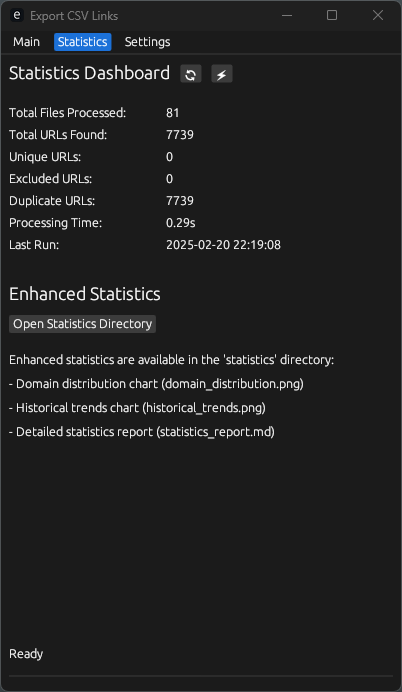 e Export CSV Links
Main Statistics Settings
Statistics Dashboard
Total Files Processed: 81
Total URLs Found: 7739
Unique URLs: 0
Excluded URLs: 0
Duplicate URLs: 7739
Processing Time: 0.29s
Last Run: 2025-02-20 22:19:08
Enhanced Statistics
Open Statistics Directory
Enhanced statistics are available in the 'statistics' directory:
- Domain distribution chart (domain_distribution.png)
- Historical trends chart (historical_trends.png)
- Detailed statistics report (statistics_report.md)
Ready